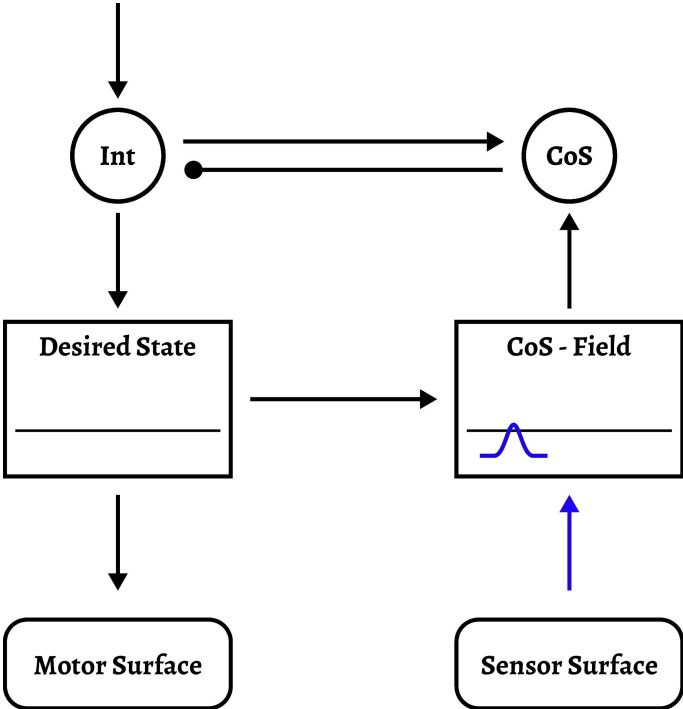 Int
CoS
Desired State
CoS - Field
Motor Surface
Sensor Surface